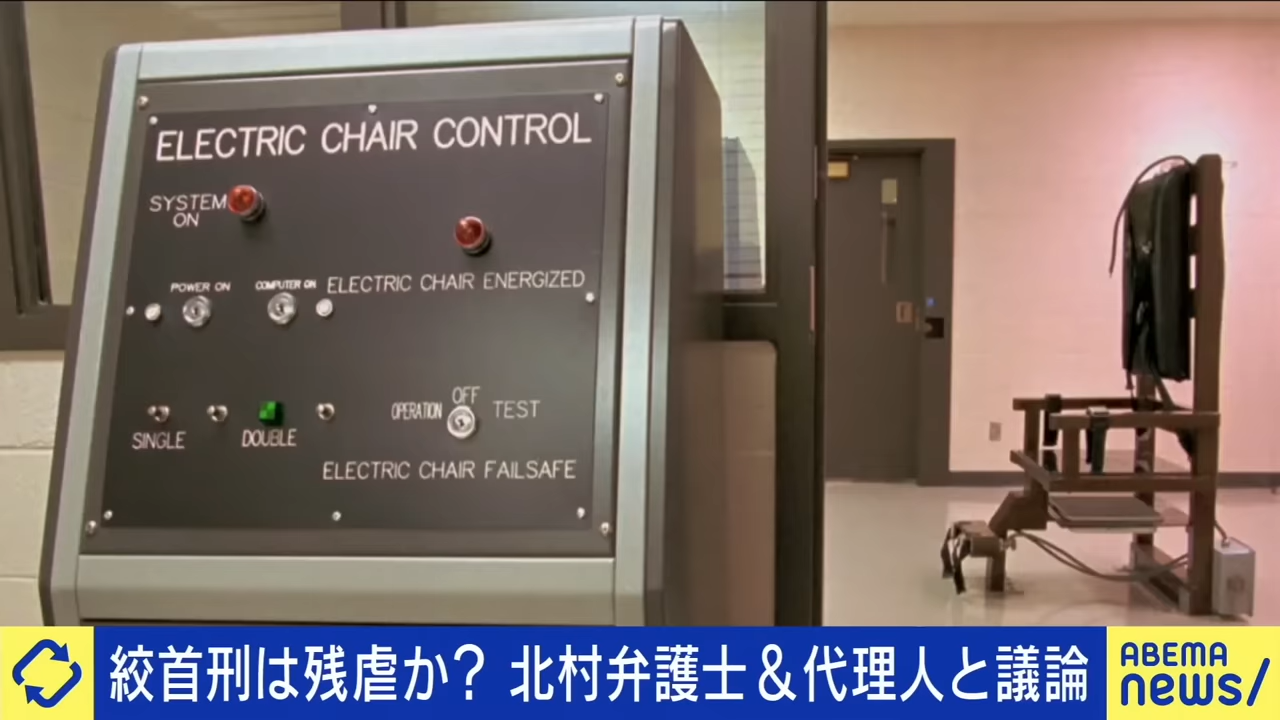 ELECTRIC CHAIR CONTROL
SYSTEM
ON
POWER ON
COMPUTER ON
ELECTRIC CHAIR ENERGIZED
OFF
OPERATION
TEST
SINGLE
DOUBLE
ELECTRIC CHAIR FAILSAFE
絞首刑は残虐か? 北村弁護士&代理人と議論
ABEMA
news/